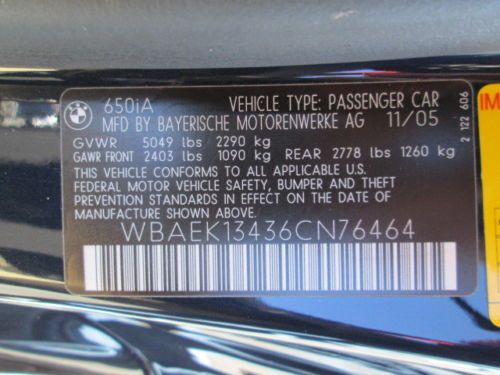 650iA VEHICLE TYPE: PASSENGER CAR
MFD BY BAYERISCHE MOTORENWERKE AG 11/05
GVWR 5049 lbs 2290 kg
GAWR FRONT 2403 lbs 1090 kg REAR 2778 lbs 1260 kg
THIS VEHICLE CONFORMS TO ALL APPLICABLE U.S.
FEDERAL MOTOR VEHICLE SAFETY, BUMPER AND THEFT
PREVENTION STANDARDS IN EFFECT ON THE DATE OF
MANUFACTURE SHOWN ABOVE.
WBAEK13436CN76464
2 122 606
IM